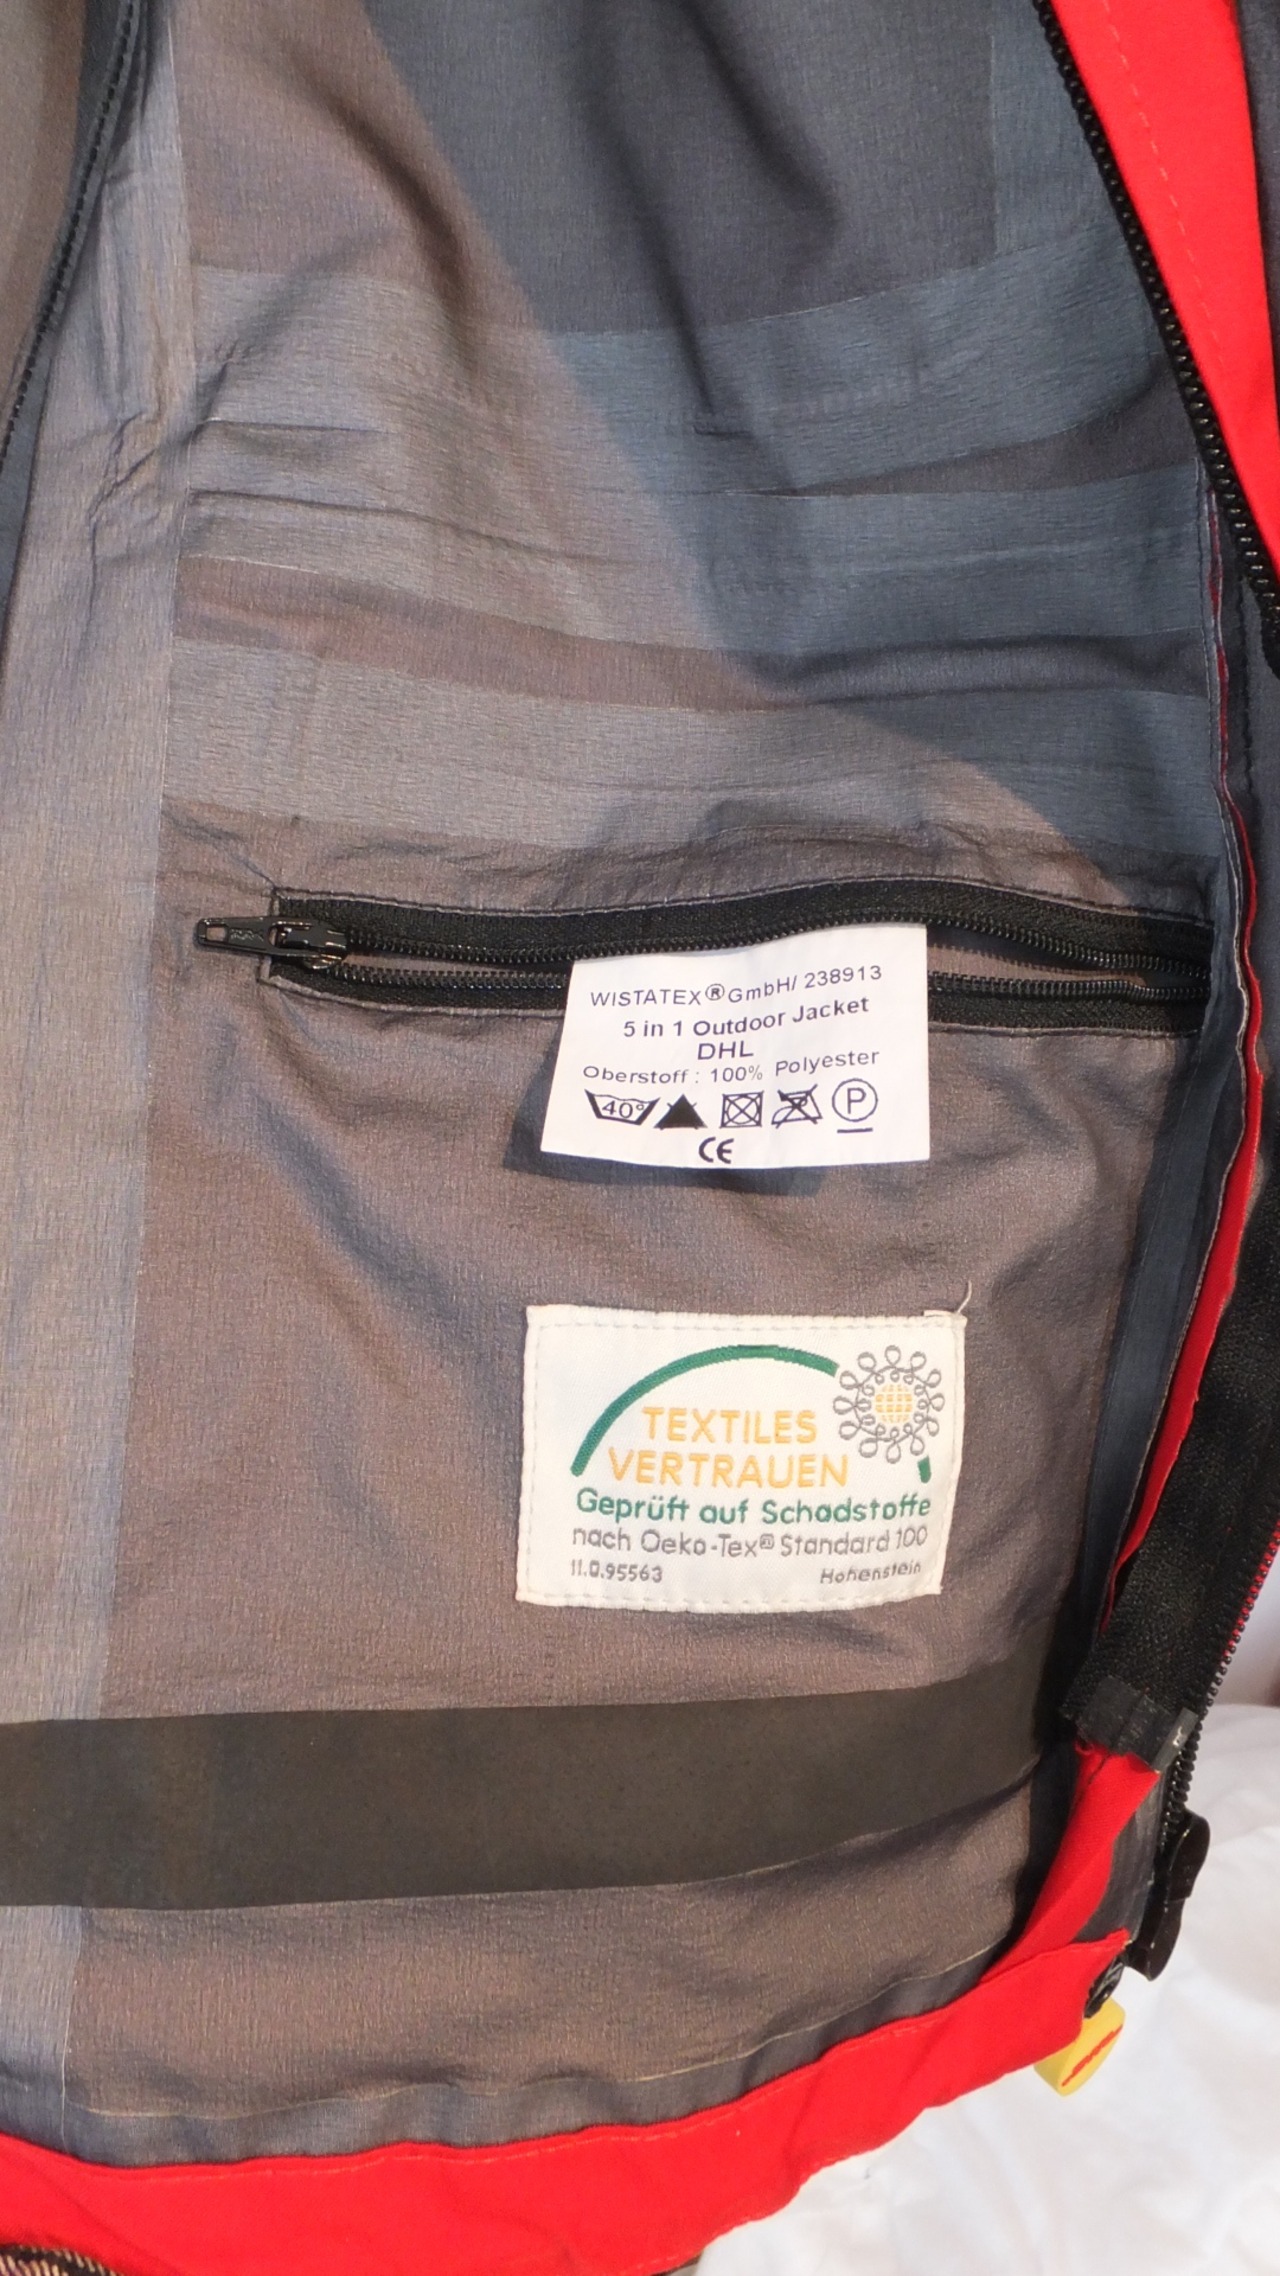 WISTATEX®GmbH/ 238913
5 in 1 Outdoor Jacket
DHL
Oberstoff : 100% Polyester
40° P
CE
TEXTILES
VERTRAUEN
Geprüft auf Schadstoffe
nach Oeko-Tex® Standard 100
11.0.95563 Hohenstein